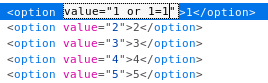 <option value="1 or 1=1">1</option>
<option value="2">2</option>
<option value="3">3</option>
<option value="4">4</option>
<option value="5">5</option>